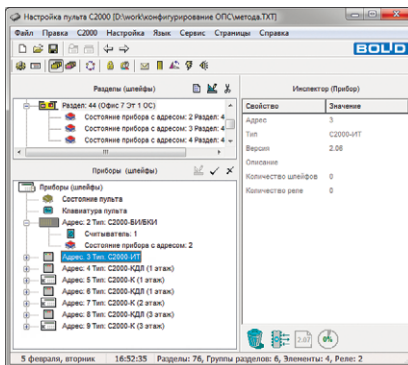 Настройка пульта С2000 [D:\work\конфигурирование ОПС\метода.TXT]
Файл Правка С2000 Настройка Язык Сервис Страницы Справка
BOLID
Разделы (шлейфы)
Раздел: 44 (Офис 7 Эт 1 ОС)
Состояние прибора с адресом: 2 Раздел: 4
Состояние прибора с адресом: 3 Раздел: 4
Состояние прибора с адресом: 4 Раздел: 4
Приборы (шлейфы)
Приборы (шлейфы)
Состояние пульта
Клавиатура пульта
Адрес: 2 Тип: С2000-БИ/БКИ
Считыватель: 1
Состояние прибора с адресом: 2
Адрес: 3 Тип: С2000-ИТ
Адрес: 4 Тип: С2000-КДЛ (1 этаж)
Адрес: 5 Тип: С2000-К (1 этаж)
Адрес: 6 Тип: С2000-КДЛ (1 этаж)
Адрес: 7 Тип: С2000-К (2 этаж)
Адрес: 8 Тип: С2000-КДЛ (3 этаж)
Адрес: 9 Тип: С2000-К (3 этаж)
Инспектор (Прибор)
Свойство Значение
Адрес 3
Тип С2000-ИТ
Версия 2.08
Описание
Количество шлейфов 0
Количество реле 0
2.07
0%
5 февраля, вторник 16:52:35 Разделы: 76, Группы разделов: 6, Элементы: 4, Реле: 2